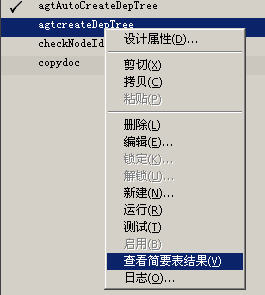 agtAutoCreateDepTree
agtcreateDepTree
checkNodeId
copydoc
设计属性(D)...
剪切(X)
拷贝(C)
粘贴(P)
删除(L)
编辑(E)...
锁定(K)...
解锁(U)...
新建(N)...
运行(R)
测试(T)
启用(B)
查看简要表结果(V)
日志(O)...